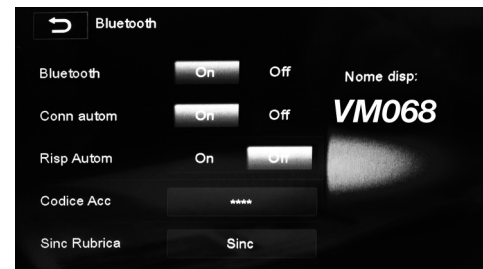 Bluetooth
Bluetooth On Off
Nome disp:
Conn autom On Off
VM068
Risp Autom On Off
Codice Acc ****
Sinc Rubrica Sinc